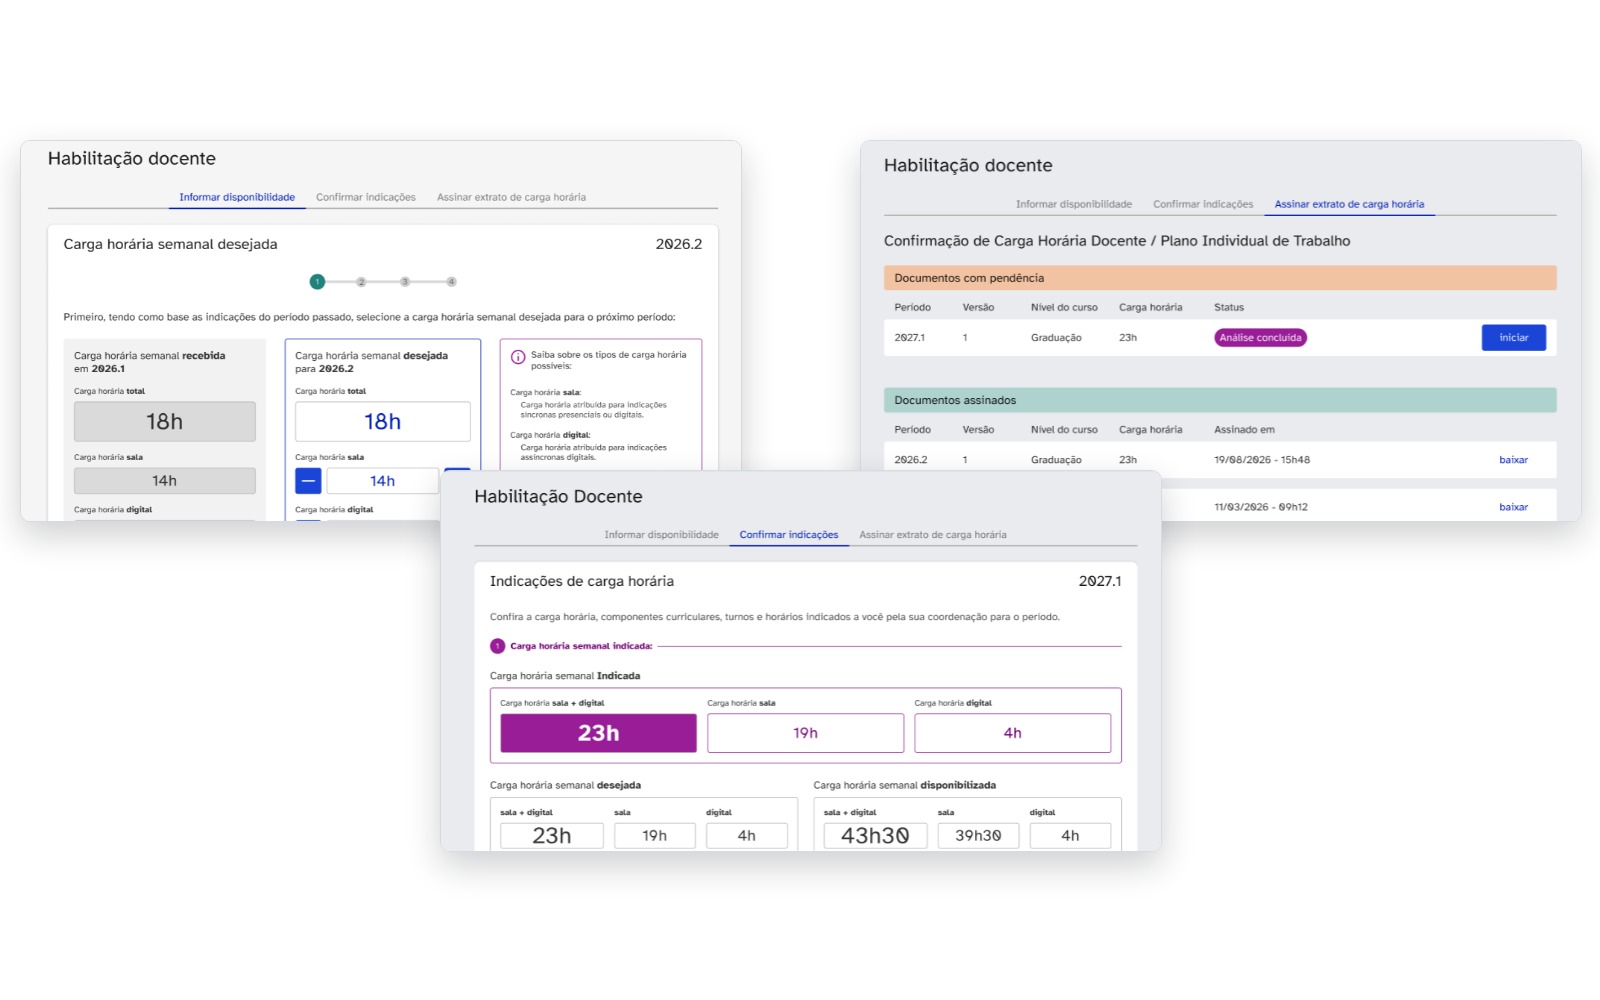 Habilitação docente
Informar disponibilidade Confirmar indicações Assinar extrato de carga horária
Carga horária semanal desejada 2026.2
1 2 3 4
Primeiro, tendo como base as indicações do período passado, selecione a carga horária semanal desejada para o próximo período:
Carga horária semanal recebida
em 2026.1
Carga horária total
18h
Carga horária sala
14h
Carga horária digital
Carga horária semanal desejada
para 2026.2
Carga horária total
18h
Carga horária sala
— 14h
Carga horária digital
Saiba sobre os tipos de carga horária
possíveis:
Carga horária sala:
Carga horária atribuída para indicações
síncronas presenciais ou digitais.
Carga horária digital:
Carga horária atribuída para indicações
assíncronas digitais.
Habilitação docente
Informar disponibilidade Confirmar indicações Assinar extrato de carga horária
Confirmação de Carga Horária Docente / Plano Individual de Trabalho
Documentos com pendência
Período Versão Nível do curso Carga horária Status
2027.1 1 Graduação 23h Análise concluída iniciar
Documentos assinados
Período Versão Nível do curso Carga horária Assinado em
2026.2 1 Graduação 23h 19/08/2026 - 15h48 baixar
11/03/2026 - 09h12 baixar
Habilitação Docente
Informar disponibilidade Confirmar indicações Assinar extrato de carga horária
Indicações de carga horária 2027.1
Confira a carga horária, componentes curriculares, turnos e horários indicados a você pela sua coordenação para o período.
1 Carga horária semanal indicada:
Carga horária semanal Indicada
Carga horária sala + digital Carga horária sala Carga horária digital
23h 19h 4h
Carga horária semanal desejada Carga horária semanal disponibilizada
sala + digital sala digital sala + digital sala digital
23h 19h 4h 43h30 39h30 4h